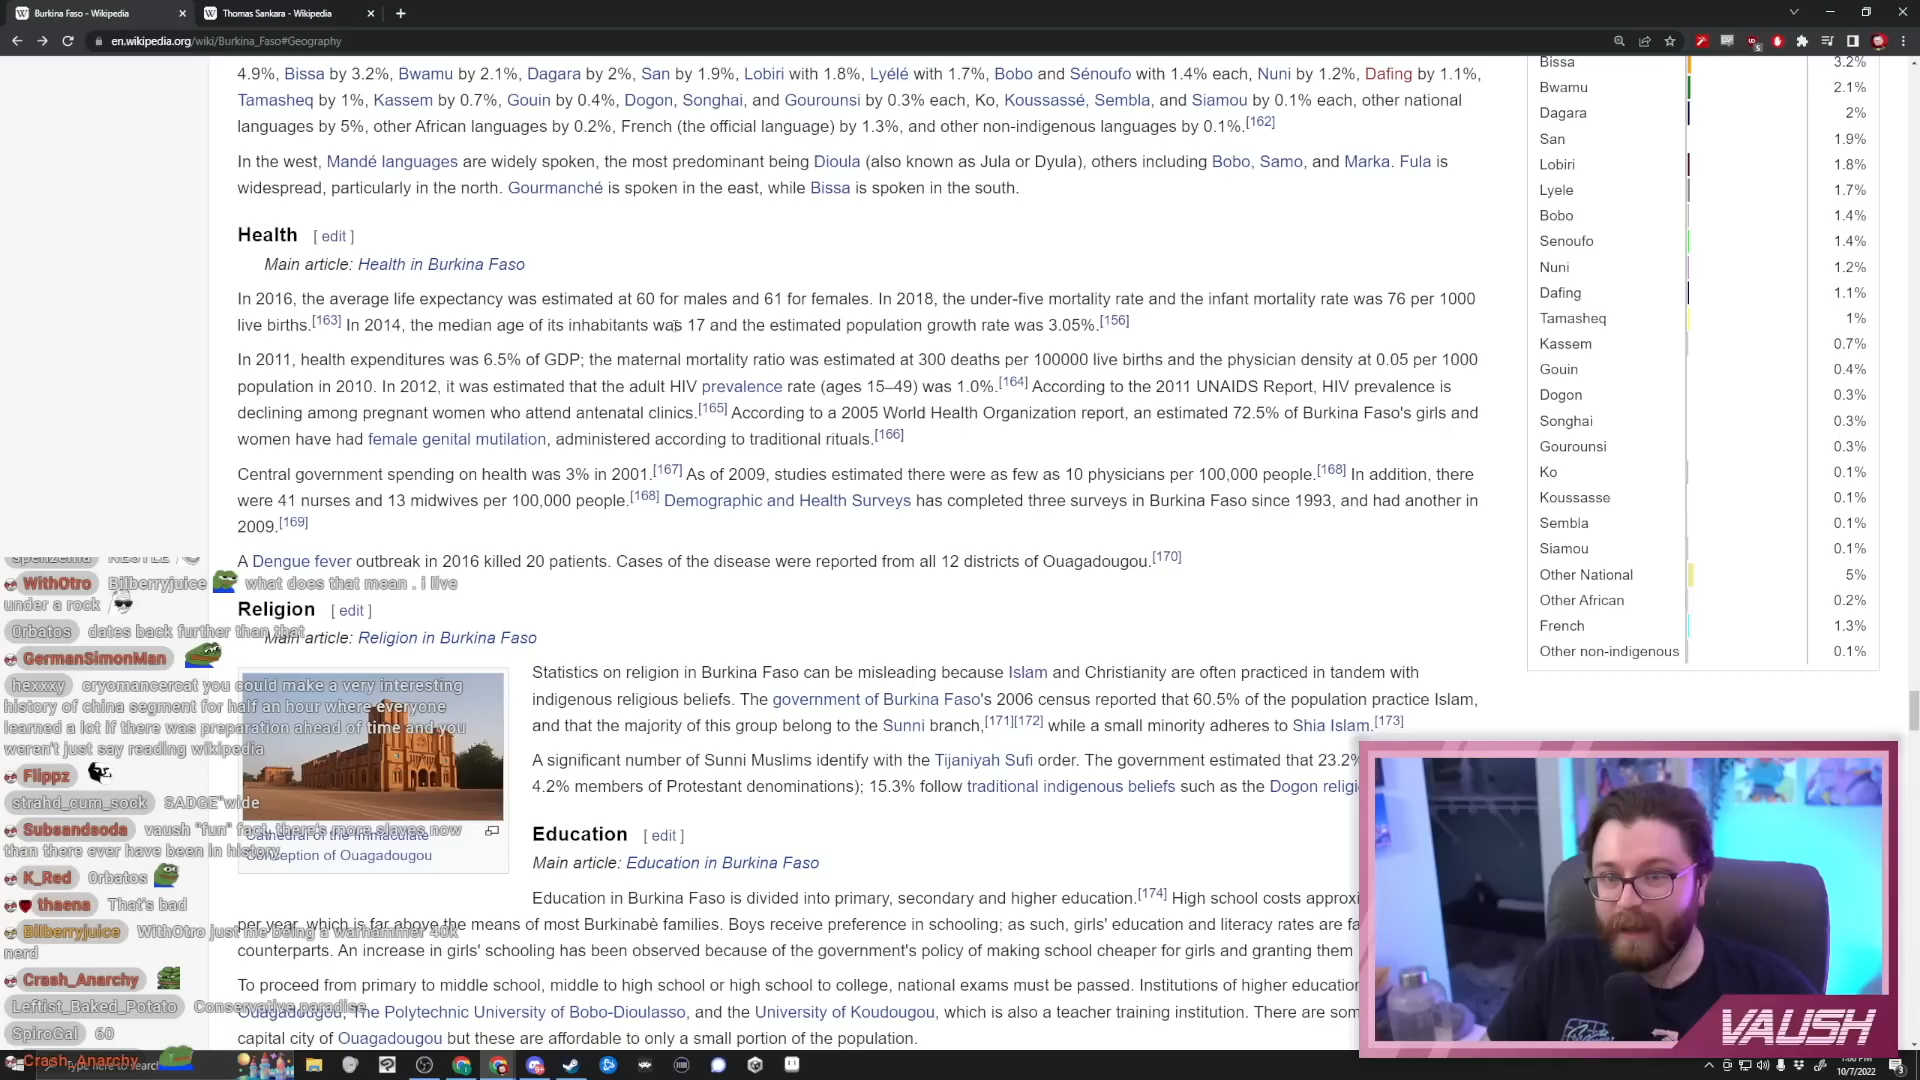 Burkina Faso - Wikipedia
Thomas Sankara - Wikipedia
en.wikipedia.org/wiki/Burkina_Faso#Geography
4.9%, Bissa by 3.2%, Bwamu by 2.1%, Dagara by 2%, San by 1.9%, Lobiri with 1.8%, Lyélé with 1.7%, Bobo and Sénoufo with 1.4% each, Nuni by 1.2%, Dafing by 1.1%,
Tamasheq by 1%, Kassem by 0.7%, Gouin by 0.4%, Dogon, Songhai, and Gourounsi by 0.3% each, Ko, Koussassé, Sembla, and Siamou by 0.1% each, other national
languages by 5%, other African languages by 0.2%, French (the official language) by 1.3%, and other non-indigenous languages by 0.1%.[162]
In the west, Mandé languages are widely spoken, the most predominant being Dioula (also known as Jula or Dyula), others including Bobo, Samo, and Marka. Fula is
widespread, particularly in the north. Gourmanché is spoken in the east, while Bissa is spoken in the south.
Health [ edit ]
Main article: Health in Burkina Faso
In 2016, the average life expectancy was estimated at 60 for males and 61 for females. In 2018, the under-five mortality rate and the infant mortality rate was 76 per 1000
live births.[163] In 2014, the median age of its inhabitants was 17 and the estimated population growth rate was 3.05%.[156]
In 2011, health expenditures was 6.5% of GDP; the maternal mortality ratio was estimated at 300 deaths per 100000 live births and the physician density at 0.05 per 1000
population in 2010. In 2012, it was estimated that the adult HIV prevalence rate (ages 15–49) was 1.0%.[164] According to the 2011 UNAIDS Report, HIV prevalence is
declining among pregnant women who attend antenatal clinics.[165] According to a 2005 World Health Organization report, an estimated 72.5% of Burkina Faso's girls and
women have had female genital mutilation, administered according to traditional rituals.[166]
Central government spending on health was 3% in 2001.[167] As of 2009, studies estimated there were as few as 10 physicians per 100,000 people.[168] In addition, there
were 41 nurses and 13 midwives per 100,000 people.[168] Demographic and Health Surveys has completed three surveys in Burkina Faso since 1993, and had another in
2009.[169]
A Dengue fever outbreak in 2016 killed 20 patients. Cases of the disease were reported from all 12 districts of Ouagadougou.[170]
Religion [ edit ]
Main article: Religion in Burkina Faso
Statistics on religion in Burkina Faso can be misleading because Islam and Christianity are often practiced in tandem with
indigenous religious beliefs. The government of Burkina Faso's 2006 census reported that 60.5% of the population practice Islam,
and that the majority of this group belong to the Sunni branch,[171][172] while a small minority adheres to Shia Islam.[173]
A significant number of Sunni Muslims identify with the Tijaniyah Sufi order. The government estimated that 23.2%
4.2% members of Protestant denominations); 15.3% follow traditional indigenous beliefs such as the Dogon religi
Cathedral of the Immaculate
Conception of Ouagadougou
Education [ edit ]
Main article: Education in Burkina Faso
Education in Burkina Faso is divided into primary, secondary and higher education.[174] High school costs approxi
per year, which is far above the means of most Burkinabè families. Boys receive preference in schooling; as such, girls' education and literacy rates are fa
counterparts. An increase in girls' schooling has been observed because of the government's policy of making school cheaper for girls and granting them
To proceed from primary to middle school, middle to high school or high school to college, national exams must be passed. Institutions of higher education
Ouagadougou, The Polytechnic University of Bobo-Dioulasso, and the University of Koudougou, which is also a teacher training institution. There are som
capital city of Ouagadougou but these are affordable to only a small portion of the population.
Bissa 3.2%
Bwamu 2.1%
Dagara 2%
San 1.9%
Lobiri 1.8%
Lyele 1.7%
Bobo 1.4%
Senoufo 1.4%
Nuni 1.2%
Dafing 1.1%
Tamasheq 1%
Kassem 0.7%
Gouin 0.4%
Dogon 0.3%
Songhai 0.3%
Gourounsi 0.3%
Ko 0.1%
Koussasse 0.1%
Sembla 0.1%
Siamou 0.1%
Other National 5%
Other African 0.2%
French 1.3%
Other non-indigenous 0.1%
WithOtro Bilberryjuice what does that mean . i live
under a rock
0rbatos dates back further than that
GermanSimonMan
hexxxy cryomancercat you could make a very interesting
history of china segment for half an hour where everyone
learned a lot if there was preparation ahead of time and you
weren't just say reading wikipedia
Flippz
strahd_cum_sock SADGE"wide
Subsandsoda vaush "fun" fact, there's more slaves now
than there ever have been in history
K_Red 0rbatos
thaena That's bad
Bilberryjuice WithOtro just me being a warhammer 40k
nerd
Crash_Anarchy
Leftist_Baked_Potato Conservative paradise
SpiroGal 60
Crash_Anarchy
Type here to search
VAUSH
1:00 PM
10/7/2022